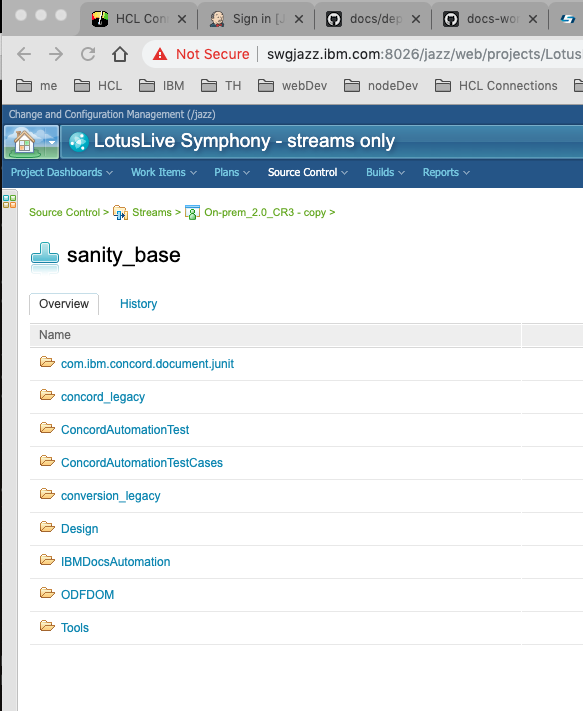 HCL Con
Sign in [J
docs/dep
docs-wor
Not Secure
swgjazz.ibm.com:8026/jazz/web/projects/Lotus
me
HCL
IBM
TH
webDev
nodeDev
HCL Connections
Change and Configuration Management (/jazz)
LotusLive Symphony - streams only
Project Dashboards
Work Items
Plans
Source Control
Builds
Reports
Source Control > Streams > On-prem_2.0_CR3 - copy >
sanity_base
Overview
History
Name
com.ibm.concord.document.junit
concord_legacy
ConcordAutomationTest
ConcordAutomationTestCases
conversion_legacy
Design
IBMDocsAutomation
ODFDOM
Tools